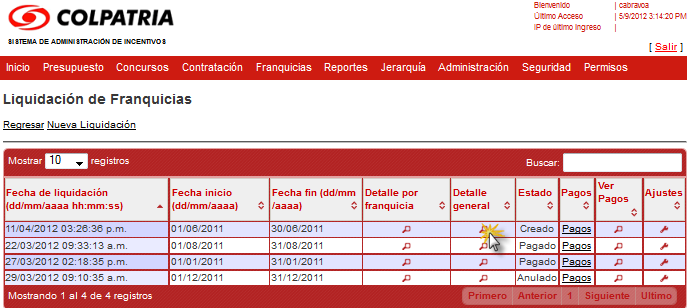 COLPATRIA
SISTEMA DE ADMINISTRACIÓN DE INCENTIVOS
Bienvenido | cabravoa
Último Acceso | 5/9/2012 3:14:20 PM
IP de último Ingreso |
[ Salir ]
Inicio Presupuesto Concursos Contratación Franquicias Reportes Jerarquía Administración Seguridad Permisos
Liquidación de Franquicias
Regresar Nueva Liquidación
Mostrar 10 registros Buscar:
Fecha de liquidación (dd/mm/aaaa hh:mm:ss) Fecha inicio (dd/mm/aaaa) Fecha fin (dd/mm /aaaa) Detalle por franquicia Detalle general Estado Pagos Ver Pagos Ajustes
11/04/2012 03:26:36 p.m. 01/06/2011 30/06/2011 Creado Pagos
22/03/2012 09:33:13 a.m. 01/08/2011 31/08/2011 Pagado Pagos
27/03/2012 02:18:35 p.m. 01/01/2011 31/01/2011 Pagado Pagos
29/03/2012 09:10:35 a.m. 01/12/2011 31/12/2011 Anulado Pagos
Mostrando 1 al 4 de 4 registros Primero Anterior 1 Siguiente Ultimo